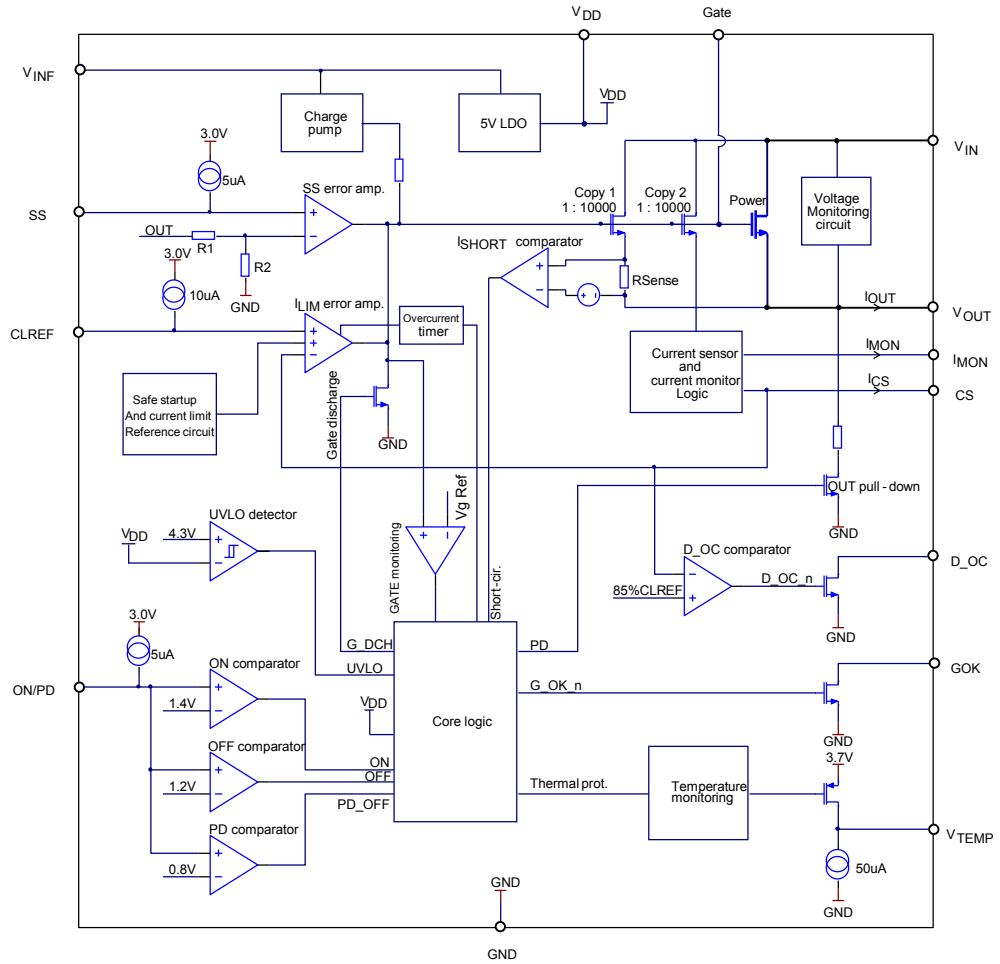 VDD
Gate
VINF
Charge
pump
5V LDO
VDD
VIN
3.0V
5uA
SS error amp.
Copy 1
1 : 10000
Copy 2
1 : 10000
Power
Voltage
Monitoring
circuit
SS
OUT
R1
R2
GND
3.0V
10uA
ISHORT comparator
RSense
IOUT
VOUT
ILIM error amp.
Overcurrent
timer
CLREF
Current sensor
and
current monitor
Logic
IMON
IMON
ICS
CS
Safe startup
And current limit
Reference circuit
Gate discharge
GND
OUT pull - down
GND
Vg Ref
GATE monitoring
Short-cir.
UVLO detector
VDD
4.3V
D_OC comparator
85%CLREF
D_OC_n
D_OC
GND
3.0V
5uA
G_DCH
UVLO
PD
GOK
ON/PD
ON comparator
1.4V
VDD
Core logic
G_OK_n
GND
OFF comparator
1.2V
ON
OFF
PD_OFF
Thermal prot.
Temperature
monitoring
3.7V
PD comparator
0.8V
VTEMP
50uA
GND
GND
GND